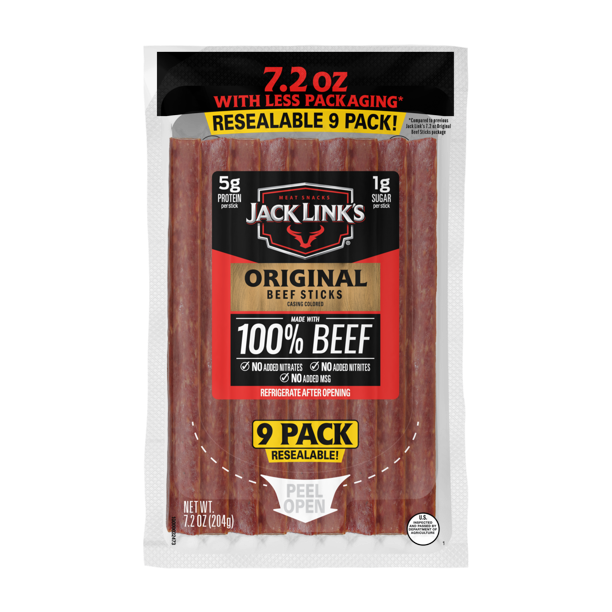 7.2 oz
WITH LESS PACKAGING*
RESEALABLE 9 PACK!
*Compared to previous
Jack Link's 7.2 oz Original
Beef Sticks package
5g
PROTEIN
per stick
1g
SUGAR
per stick
MEAT SNACKS
JACK LINK'S
®
ORIGINAL
BEEF STICKS
CASING COLORED
MADE WITH
100% BEEF
NO ADDED NITRATES NO ADDED NITRITES
NO ADDED MSG
REFRIGERATE AFTER OPENING
9 PACK
RESEALABLE!
PEEL
OPEN
NET WT.
7.2 OZ (204g)
U.S.
INSPECTED
AND PASSED BY
DEPARTMENT OF
AGRICULTURE
1